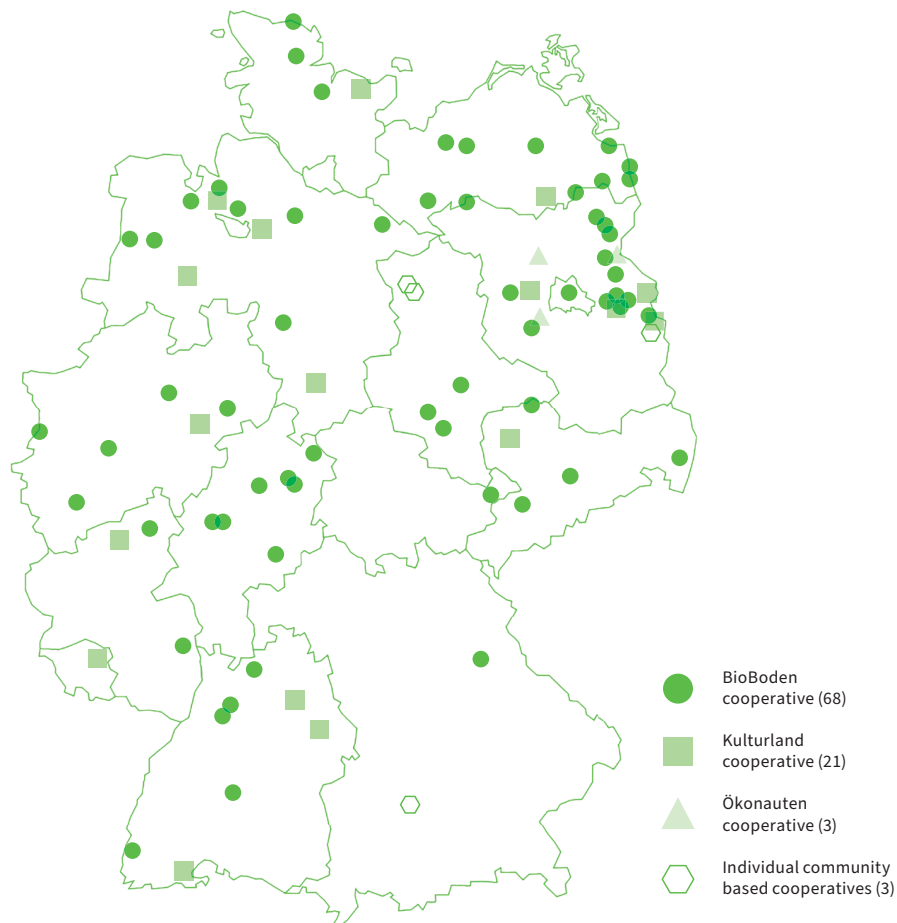 BioBoden
cooperative (68)
Kulturland
cooperative (21)
Ökonauten
cooperative (3)
Individual community
based cooperatives (3)